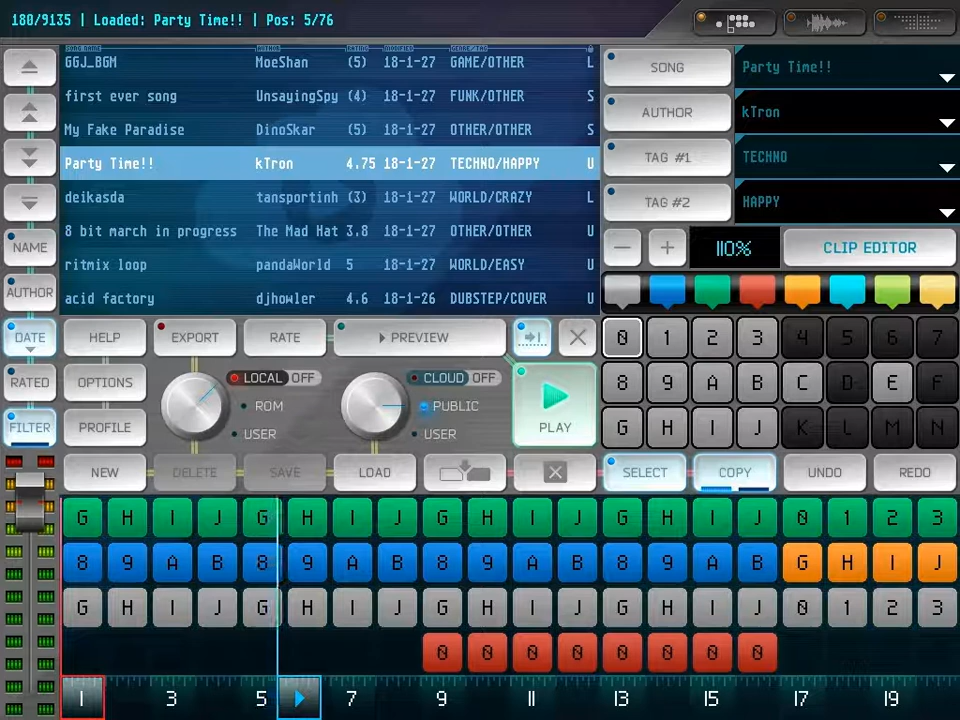 180/9135 | Loaded: Party Time!! | Pos: 5/76
SONG NAME AUTHOR RATING MODIFIED GENRE/TAG
GGJ_BGM MoeShan (5) 18-1-27 GAME/OTHER L
first ever song UnsayingSpy (4) 18-1-27 FUNK/OTHER S
My Fake Paradise DinoSkar (5) 18-1-27 OTHER/OTHER S
Party Time!! kTron 4.75 18-1-27 TECHNO/HAPPY U
deikasda tansportinh (3) 18-1-27 WORLD/CRAZY L
8 bit march in progress The Mad Hat 3.8 18-1-27 OTHER/OTHER U
ritmix loop pandaWorld 5 18-1-27 WORLD/EASY U
acid factory djhowler 4.6 18-1-26 DUBSTEP/COVER U
SONG Party Time!!
AUTHOR kTron
TAG #1 TECHNO
TAG #2 HAPPY
NAME
AUTHOR
DATE
RATED
FILTER
− + 110% CLIP EDITOR
HELP EXPORT RATE PREVIEW
OPTIONS LOCAL OFF CLOUD OFF
ROM PUBLIC
PROFILE USER USER
PLAY
0 1 2 3 4 5 6 7
8 9 A B C D E F
G H I J K L M N
NEW DELETE SAVE LOAD SELECT COPY UNDO REDO
G H I J G H I J G H I J G H I J 0 1 2 3
8 9 A B 8 9 A B 8 9 A B 8 9 A B G H I J
G H I J G H I J G H I J G H I J 0 1 2 3
0 0 0 0 0 0 0 0
1 3 5 7 9 11 13 15 17 19